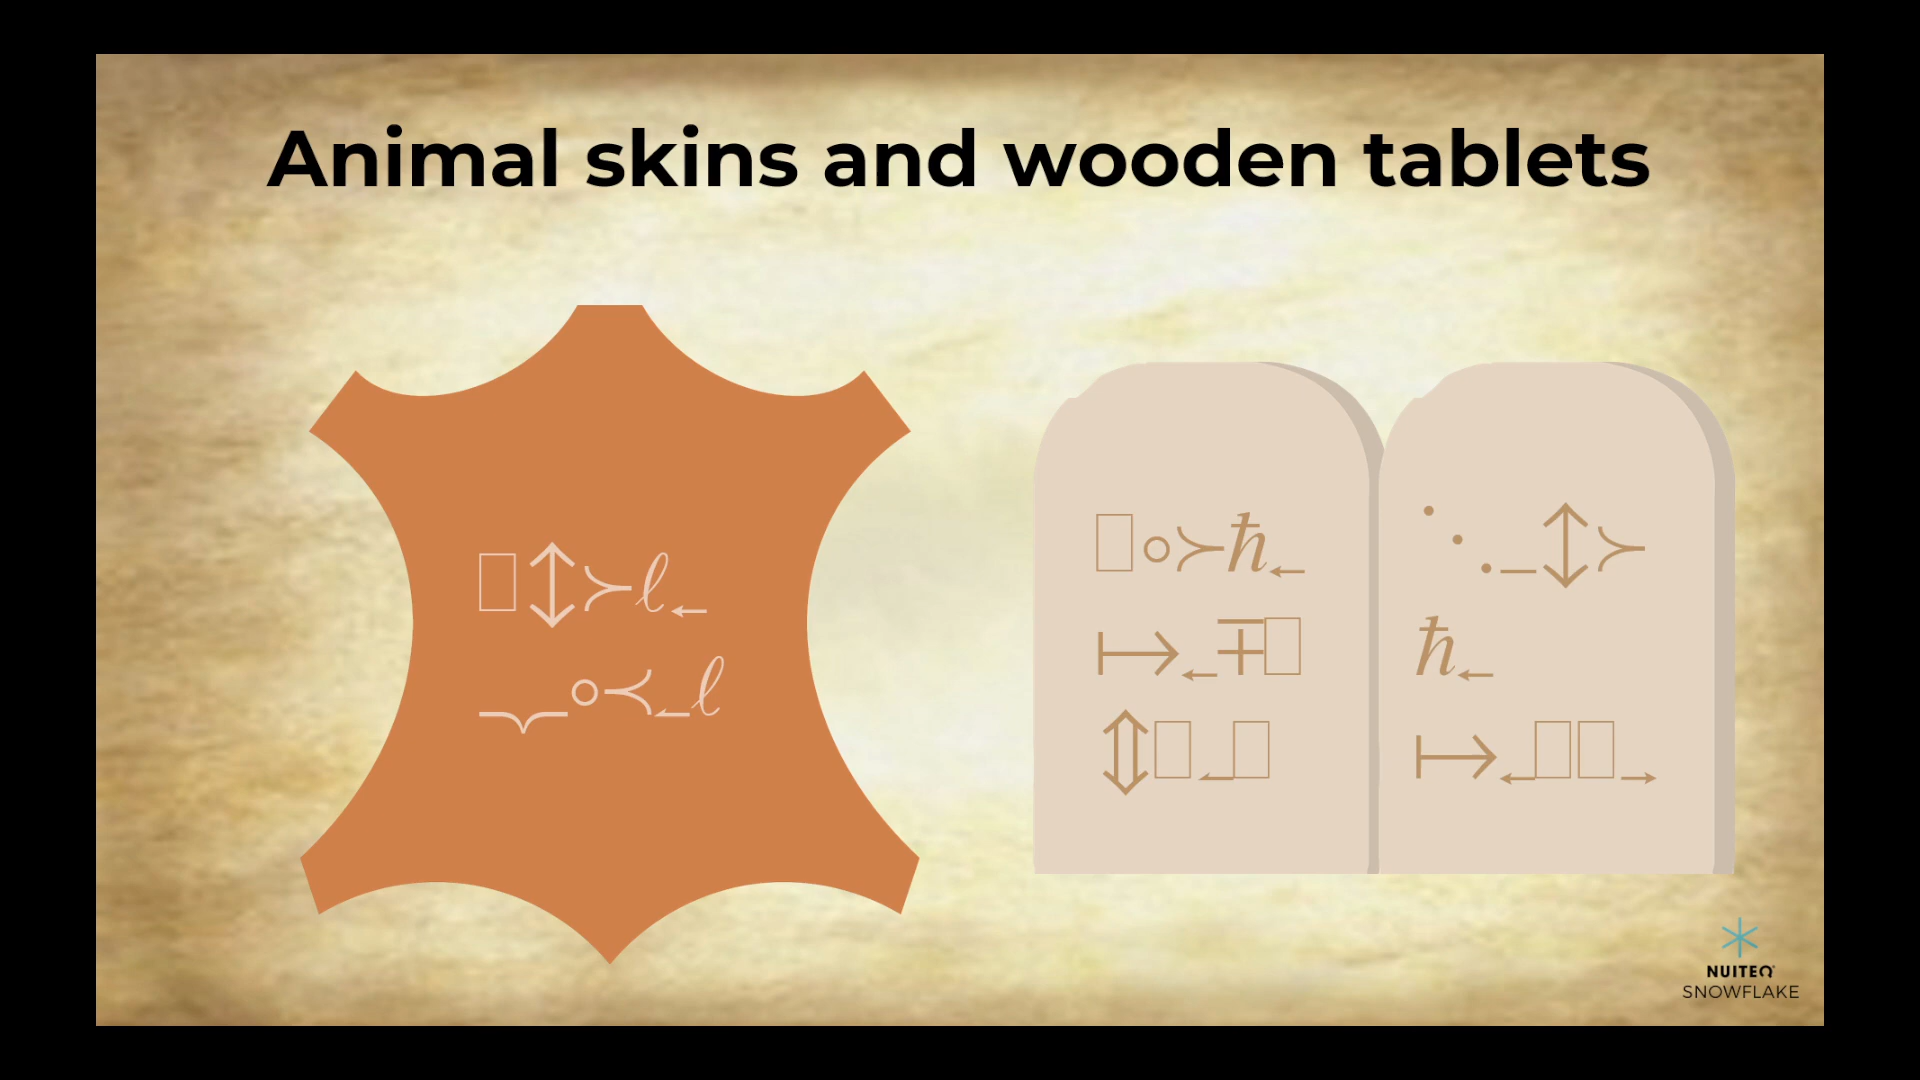 Animal skins and wooden tablets
□↕≻ℓ←
⏟∘≺↼ℓ
□∘≻ℏ←
↦←∓□
⇕□↼□
⋱_↕≻
ℏ←
↦←□□→
NUITEQ
SNOWFLAKE